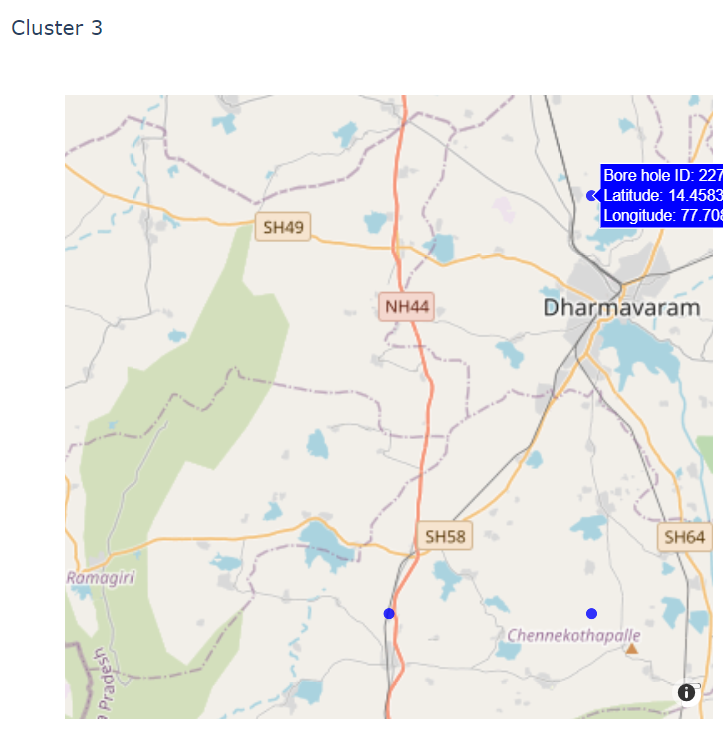 Cluster 3
Bore hole ID: 227
Latitude: 14.4583
Longitude: 77.708
SH49
NH44
Dharmavaram
SH58
SH64
Ramagiri
Chennekothapalle
a Pradesh
i